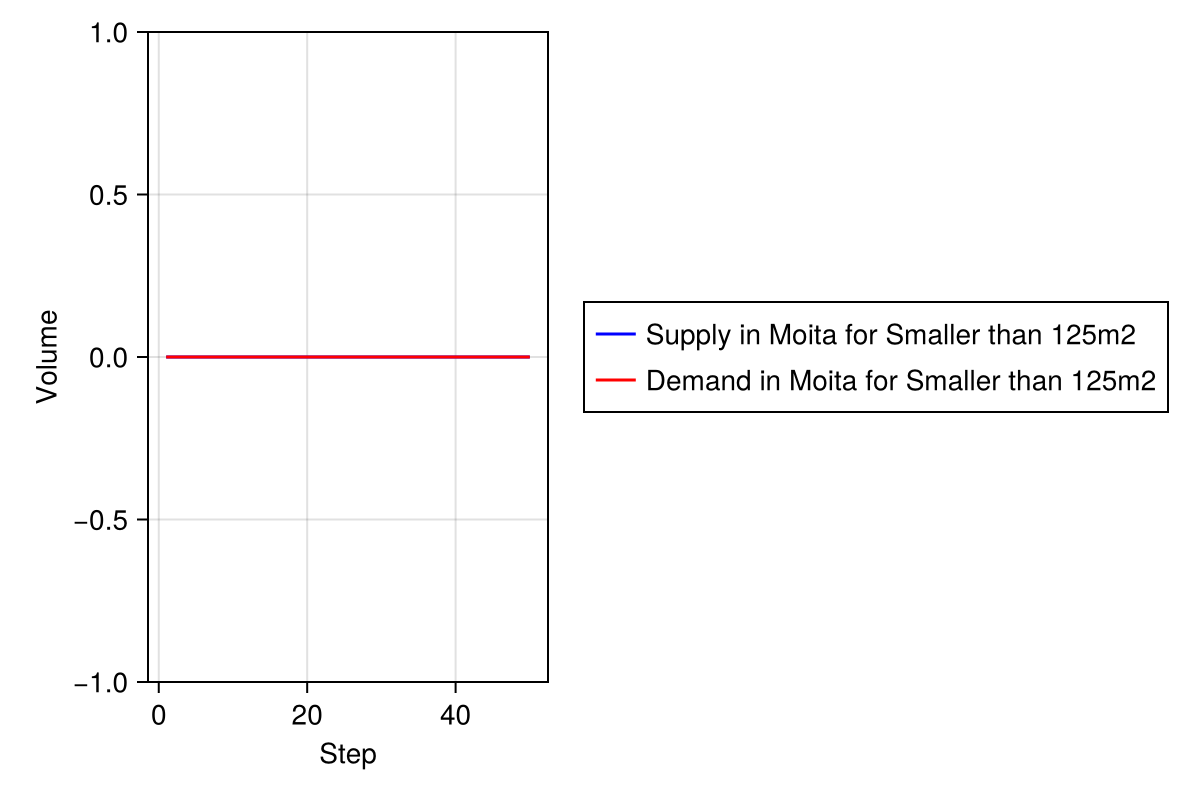 1.0
0.5
0.0
−0.5
−1.0
Volume
0 20 40
Step
Supply in Moita for Smaller than 125m2
Demand in Moita for Smaller than 125m2